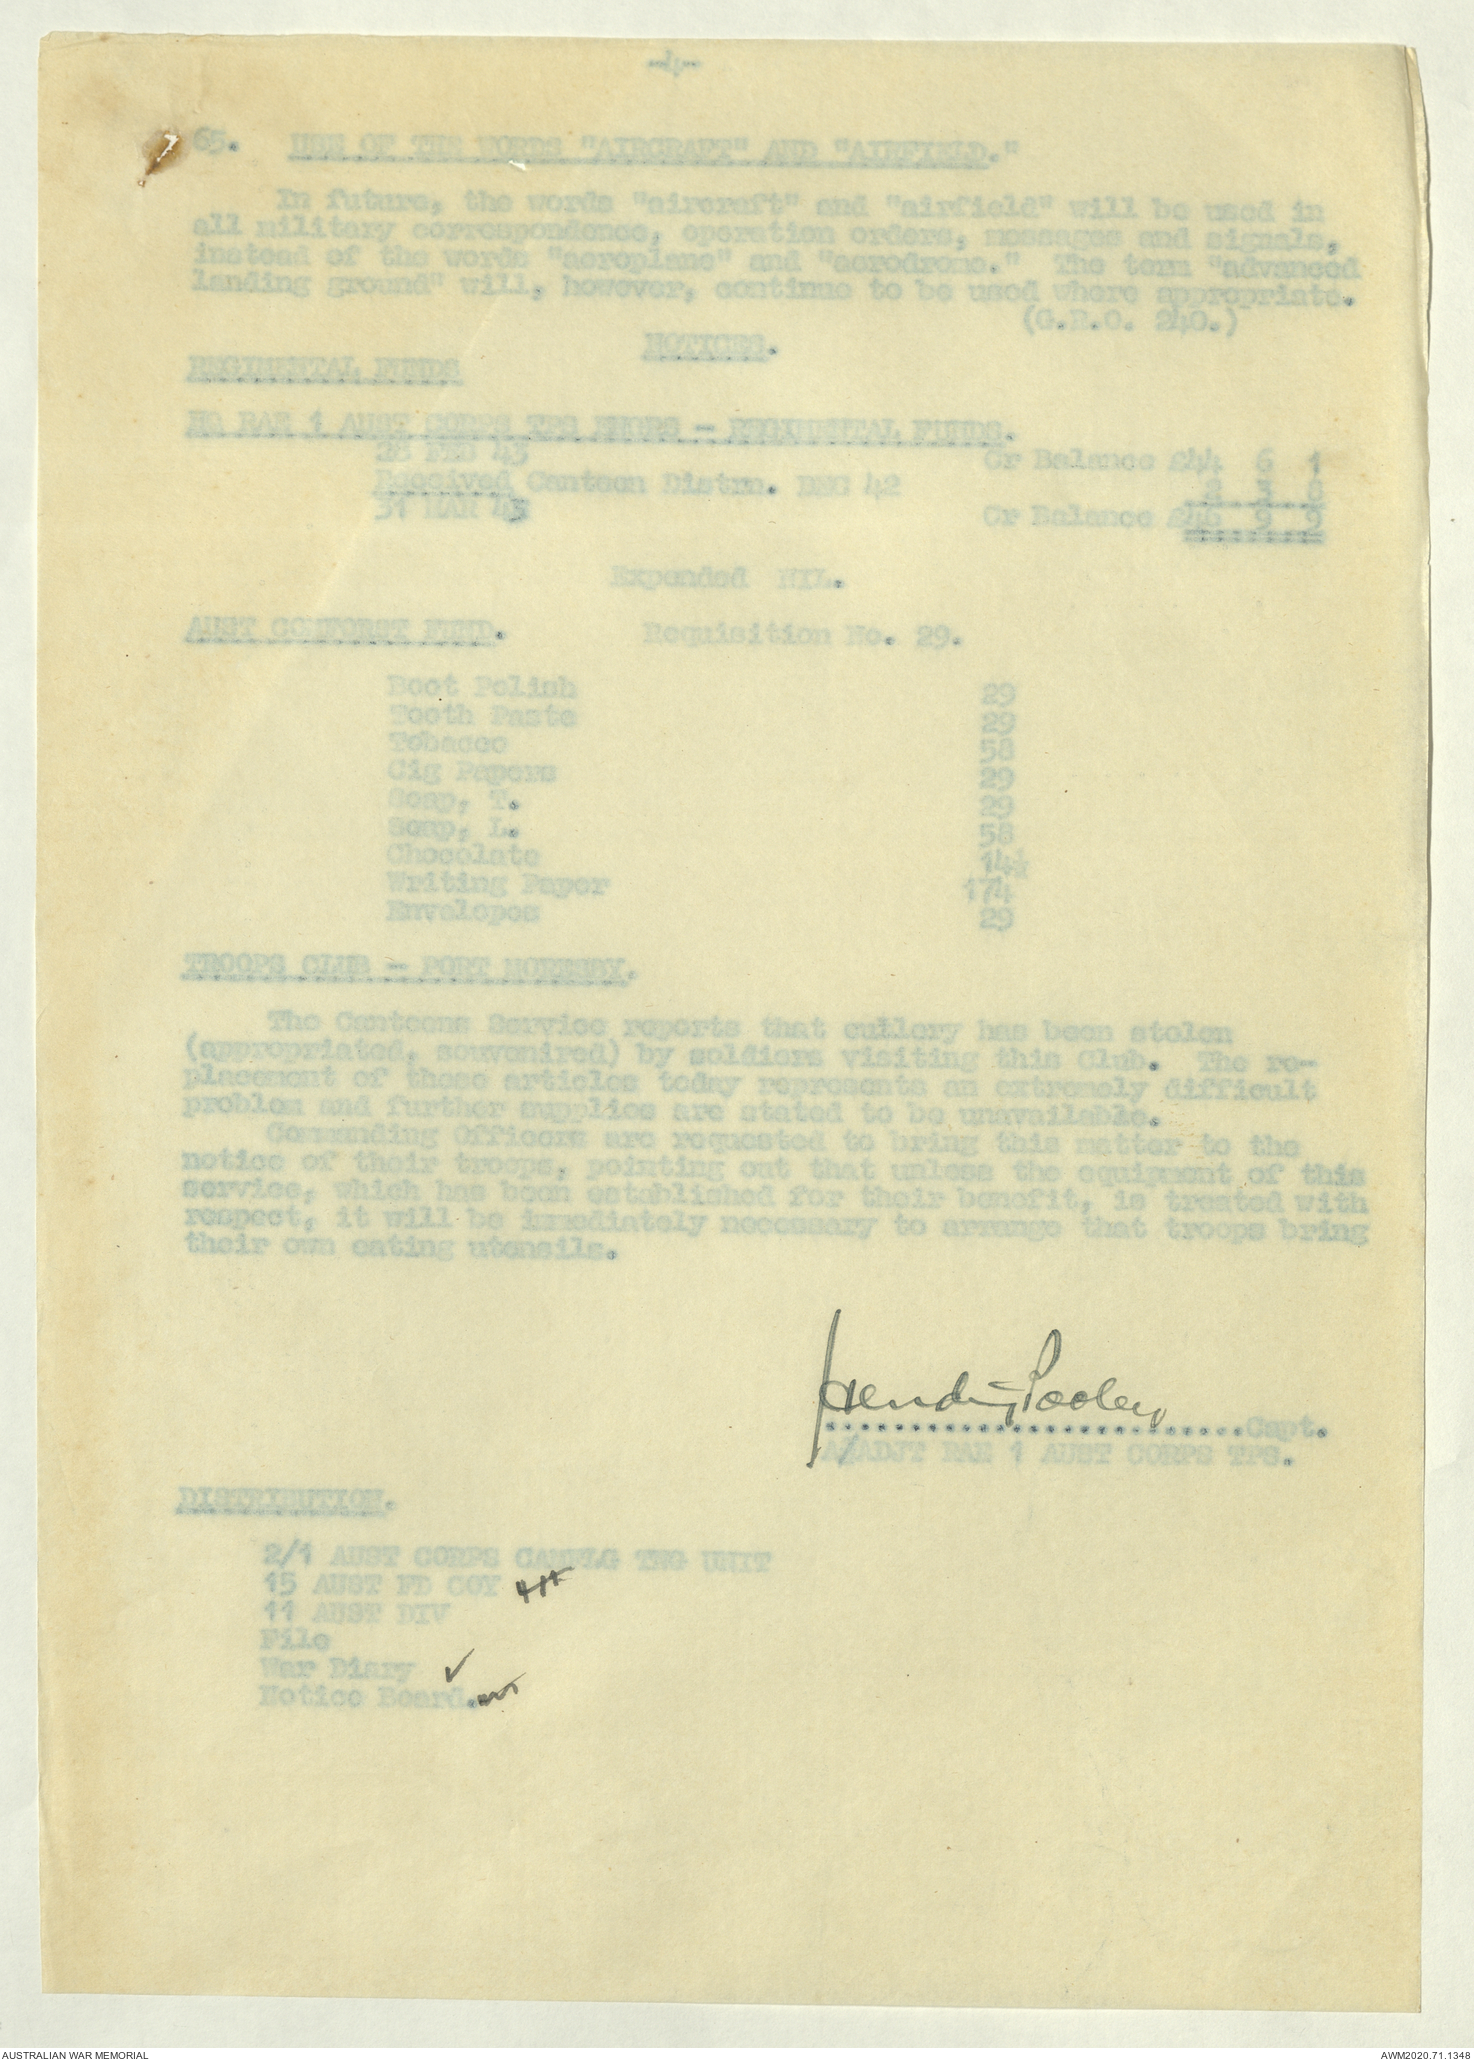 -4-
65. USE OF THE WORDS "AIRCRAFT" AND "AIRFIELD."
In future, the words "aircraft" and "airfield" will be used in
all military correspondence, operation orders, messages and signals,
instead of the words "aeroplane" and "aerodrome." The term "advanced
landing ground" will, however, continue to be used where appropriate.
(G.R.O. 240.)
NOTICES.
REGIMENTAL FUNDS
HQ RAE 1 AUST CORPS TPS ENGRS - REGIMENTAL FUNDS.
28 FEB 43 Cr Balance £44 6 1
Received Canteen Distrn. DEC 42 2 3 8
31 MAR 43 Cr Balance £46 9 9
Expended NIL.
AUST COMFORST FUND. Requisition No. 29.
Boot Polish 29
Tooth Paste 29
Tobacco 58
Cig Papers 29
Soap, T. 29
Soap, L. 58
Chocolate 14½
Writing Paper 174
Envelopes 29
TROOPS CLUB - PORT MORESBY.
The Canteens Service reports that cutlery has been stolen
(appropriated, souvenired) by soldiers visiting this Club. The re-
placement of these articles today represents an extremely difficult
problem and further supplies are stated to be unavailable.
Commanding Officers are requested to bring this matter to the
notice of their troops, pointing out that unless the equipment of this
service, which has been established for their benefit, is treated with
respect, it will be immediately necessary to arrange that troops bring
their own eating utensils.
..........................Capt.
A/ADJT RAE 1 AUST CORPS TPS.
DISTRIBUTION.
2/1 AUST CORPS CAMFLG TNG UNIT
15 AUST FD COY
11 AUST DIV
File
War Diary ✓
Notice Board.
AUSTRALIAN WAR MEMORIAL AWM2020.71.1348